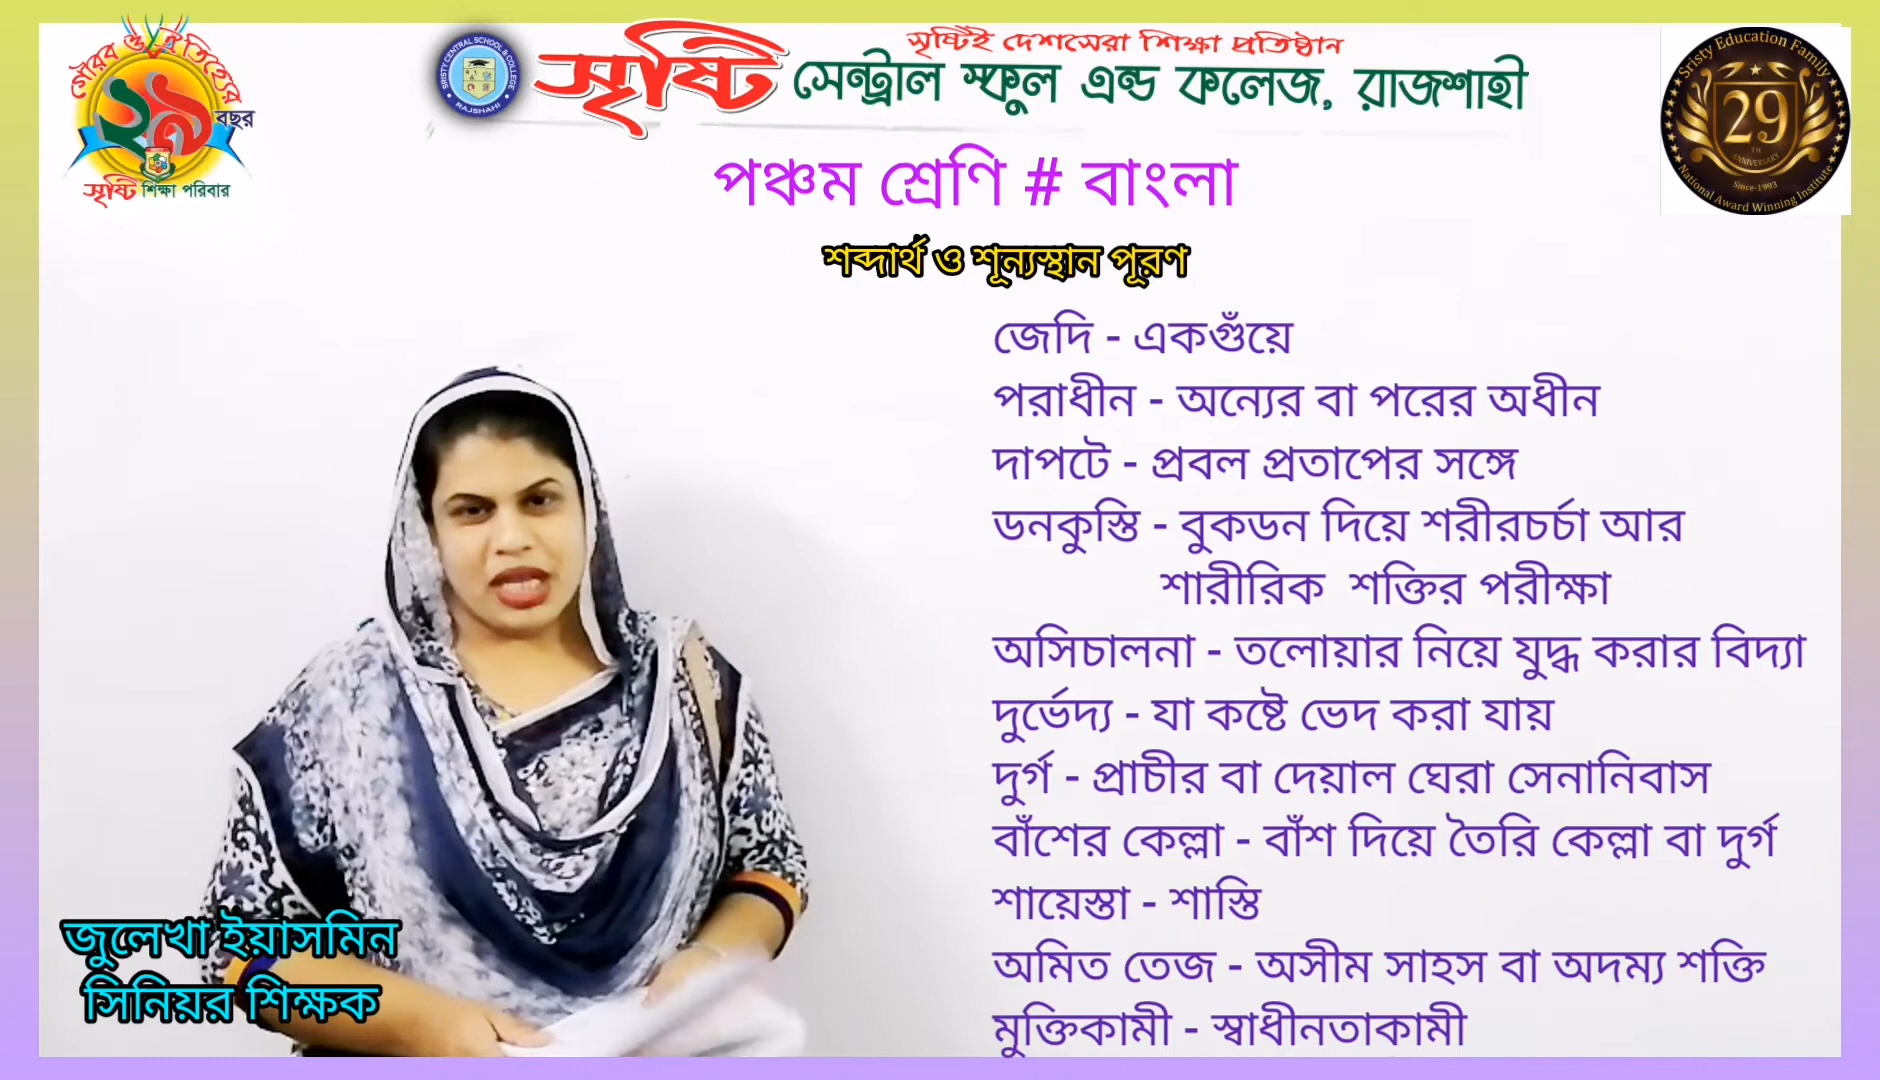 গৌরব ও ঐতিহ্যের
২৯ বছর
সৃষ্টি শিক্ষা পরিবার
SRISTY CENTRAL SCHOOL & COLLEGE
RAJSHAHI
সৃষ্টিই দেশসেরা শিক্ষা প্রতিষ্ঠান
সৃষ্টি সেন্ট্রাল স্কুল এন্ড কলেজ, রাজশাহী
Sristy Education Family
29
TH
ANNIVERSARY
Since-1993
National Award Winning Institute
পঞ্চম শ্রেণি # বাংলা
শব্দার্থ ও শূন্যস্থান পূরণ
জেদি - একগুঁয়ে
পরাধীন - অন্যের বা পরের অধীন
দাপটে - প্রবল প্রতাপের সঙ্গে
ডনকুস্তি - বুকডন দিয়ে শরীরচর্চা আর
শারীরিক শক্তির পরীক্ষা
অসিচালনা - তলোয়ার নিয়ে যুদ্ধ করার বিদ্যা
দুর্ভেদ্য - যা কষ্টে ভেদ করা যায়
দুর্গ - প্রাচীর বা দেয়াল ঘেরা সেনানিবাস
বাঁশের কেল্লা - বাঁশ দিয়ে তৈরি কেল্লা বা দুর্গ
শায়েস্তা - শাস্তি
অমিত তেজ - অসীম সাহস বা অদম্য শক্তি
মুক্তিকামী - স্বাধীনতাকামী
জুলেখা ইয়াসমিন
সিনিয়র শিক্ষক